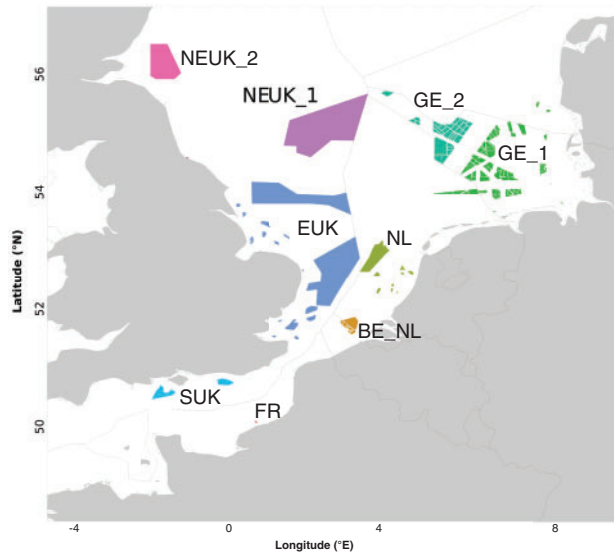 56
54
52
50
Latitude (°N)
NEUK_2
NEUK_1
GE_2
GE_1
EUK
NL
BE_NL
SUK
FR
-4
0
4
8
Longitude (°E)